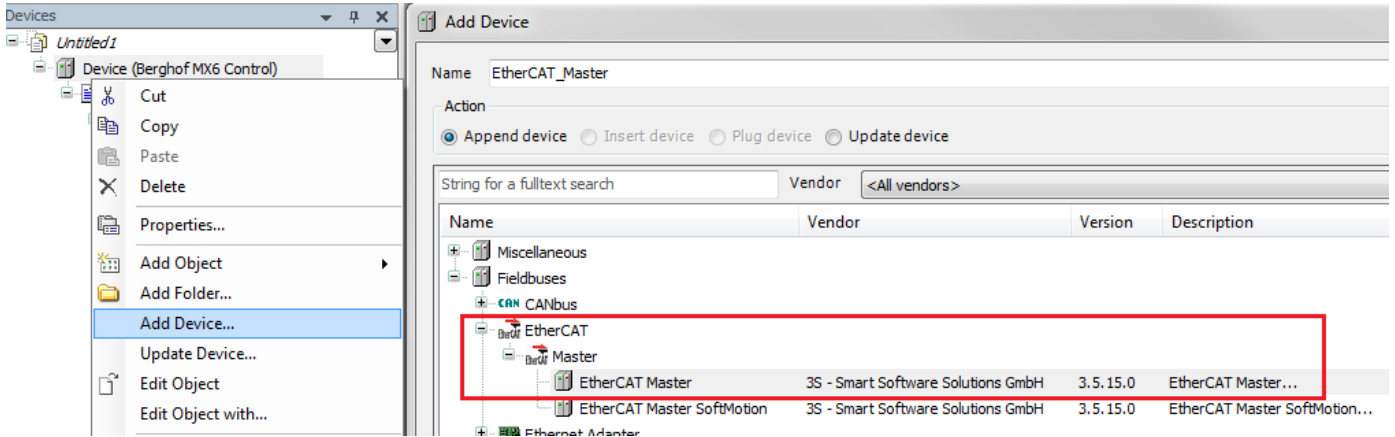 Devices
Untitled1
Device (Berghof MX6 Control)
Cut
Copy
Paste
Delete
Properties...
Add Object
Add Folder...
Add Device...
Update Device...
Edit Object
Edit Object with...
Add Device
Name EtherCAT_Master
Action
Append device Insert device Plug device Update device
String for a fulltext search Vendor <All vendors>
Name Vendor Version Description
Miscellaneous
Fieldbuses
CAN CANbus
EtherCAT EtherCAT
EtherCAT Master
EtherCAT Master 3S - Smart Software Solutions GmbH 3.5.15.0 EtherCAT Master...
EtherCAT Master SoftMotion 3S - Smart Software Solutions GmbH 3.5.15.0 EtherCAT Master SoftMotion...
Ethernet Adapter